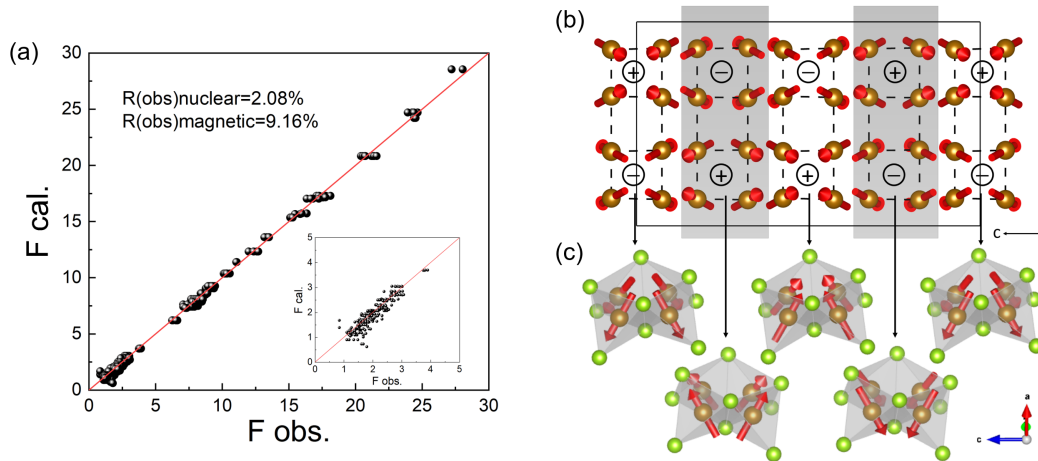 (a)
30
25
20
15
10
5
0
F cal.
R(obs)nuclear=2.08%
R(obs)magnetic=9.16%
5
4
3
2
1
0
F cal.
0 1 2 3 4 5
F obs.
0 5 10 15 20 25 30
F obs.
(b)
+ − − + +
− + + − −
C
(c)
a
c